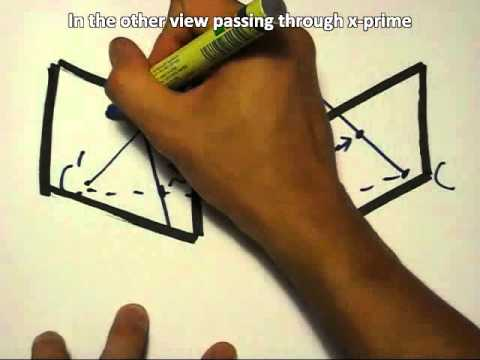 In the other view passing through x-prime
C'
C